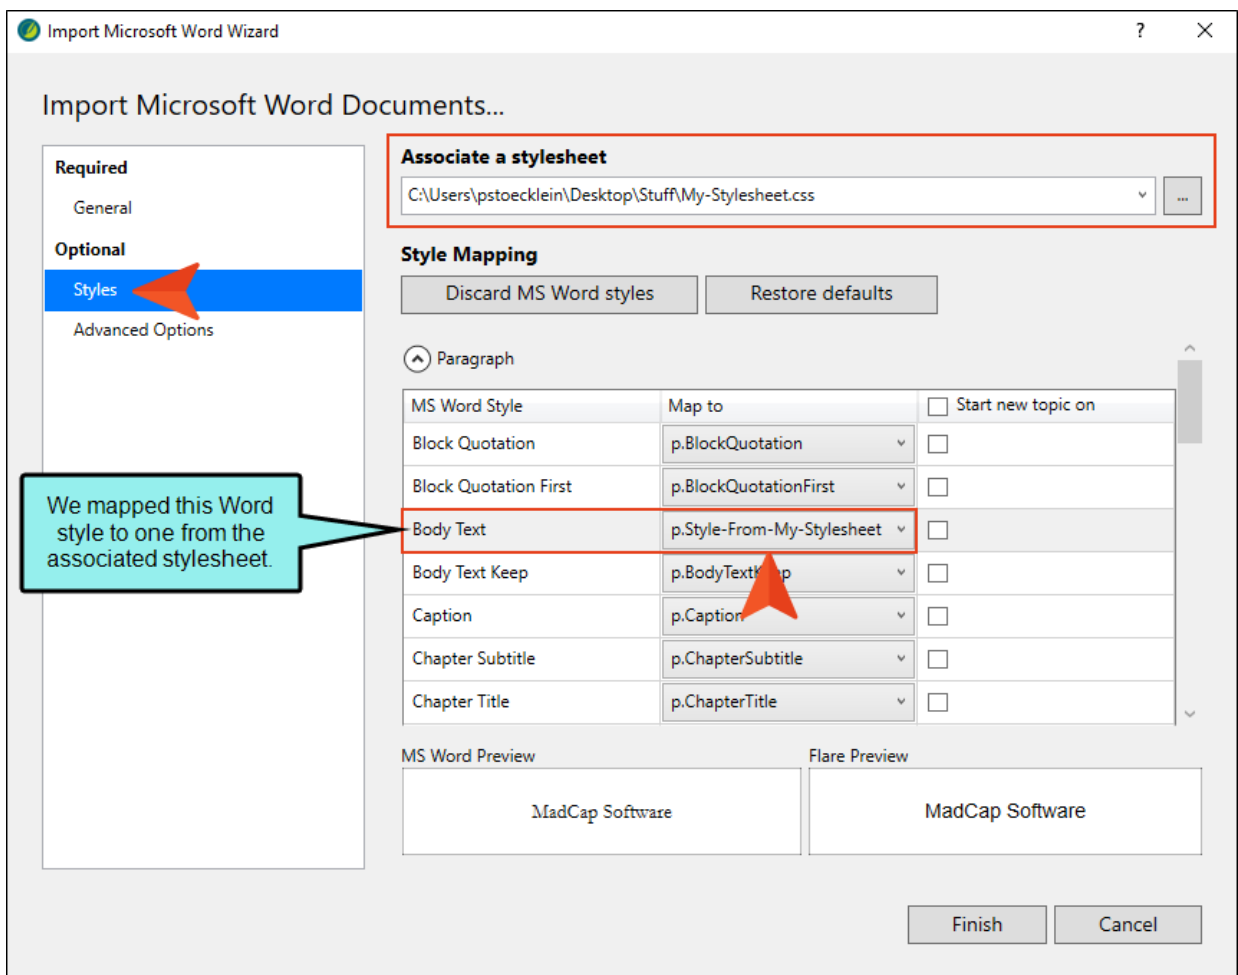 Import Microsoft Word Wizard
?
Import Microsoft Word Documents...
Required
General
Optional
Styles
Advanced Options
Associate a stylesheet
C:\Users\pstoecklein\Desktop\Stuff\My-Stylesheet.css
...
Style Mapping
Discard MS Word styles
Restore defaults
Paragraph
MS Word Style Map to Start new topic on
Block Quotation p.BlockQuotation
Block Quotation First p.BlockQuotationFirst
Body Text p.Style-From-My-Stylesheet
Body Text Keep
Caption p.Caption
Chapter Subtitle p.ChapterSubtitle
Chapter Title p.ChapterTitle
We mapped this Word
style to one from the
associated stylesheet.
MS Word Preview
MadCap Software
Flare Preview
MadCap Software
Finish
Cancel